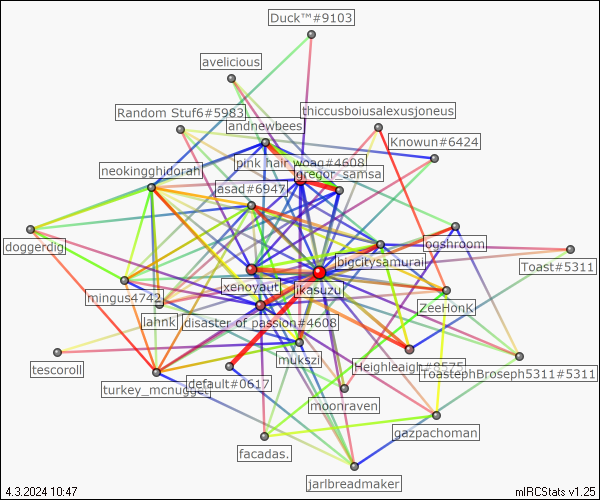 Duck™#9103
avelicious
thiccusboiusalexusjoneus
Random Stuf6#5983
andnewbees
Knowun#6424
pink hair woag#4608
neokingghidorah
gregor_samsa
asad#6947
doggerdig
ogshroom
bigcitysamurai
Toast#5311
xenoyaut
ikasuzu
mingus4742
ZeeHonK
lahnk
disaster of passion#4608
mukszi
Heighleaigh#8575
ToastephBroseph5311#5311
tescoroll
turkey_mcnugget
default#0617
moonraven
gazpachoman
facadas.
jarlbreadmaker
4.3.2024 10:47
mIRCStats v1.25